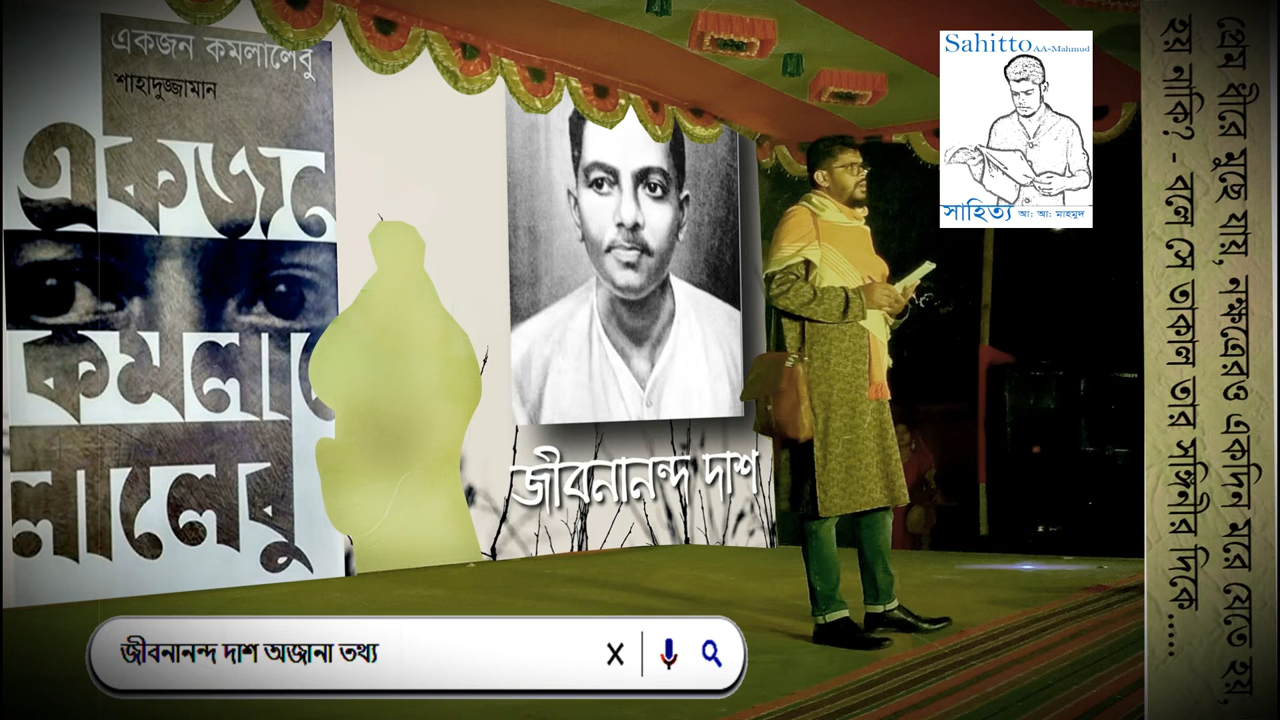 একজন কমলালেবু
শাহাদুজ্জামান
একজন
কমলালে
লালেবু
জীবনানন্দ দাশ
জীবনানন্দ দাশ অজানা তথ্য
Sahitto AA-Mahmud
সাহিত্য আঃ আঃ মাহমুদ
প্রেম ধীরে মুছে যায়, নক্ষত্রেরও একদিন মরে যেতে হয়,
হয় নাকি? - বলে সে তাকাল তার সঙ্গিনীর দিকে......